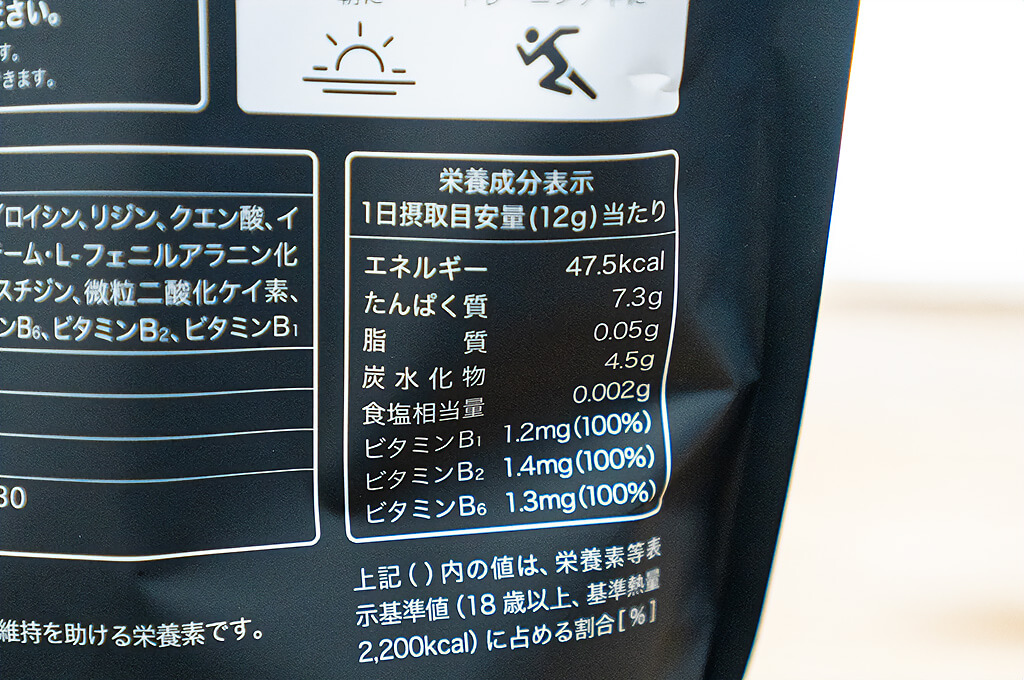 ださい。
す。
きます。
ロイシン、リジン、クエン酸、イ
ーム・L-フェニルアラニン化
スチジン、微粒二酸化ケイ素、
ンB6、ビタミンB2、ビタミンB1
30
維持を助ける栄養素です。
栄養成分表示
1日摂取目安量(12g)当たり
エネルギー 47.5kcal
たんぱく質 7.3g
脂質 0.05g
炭水化物 4.5g
食塩相当量 0.002g
ビタミンB1 1.2mg(100%)
ビタミンB2 1.4mg(100%)
ビタミンB6 1.3mg(100%)
上記( )内の値は、栄養素等表
示基準値(18歳以上、基準熱量
2,200kcal)に占める割合[%]